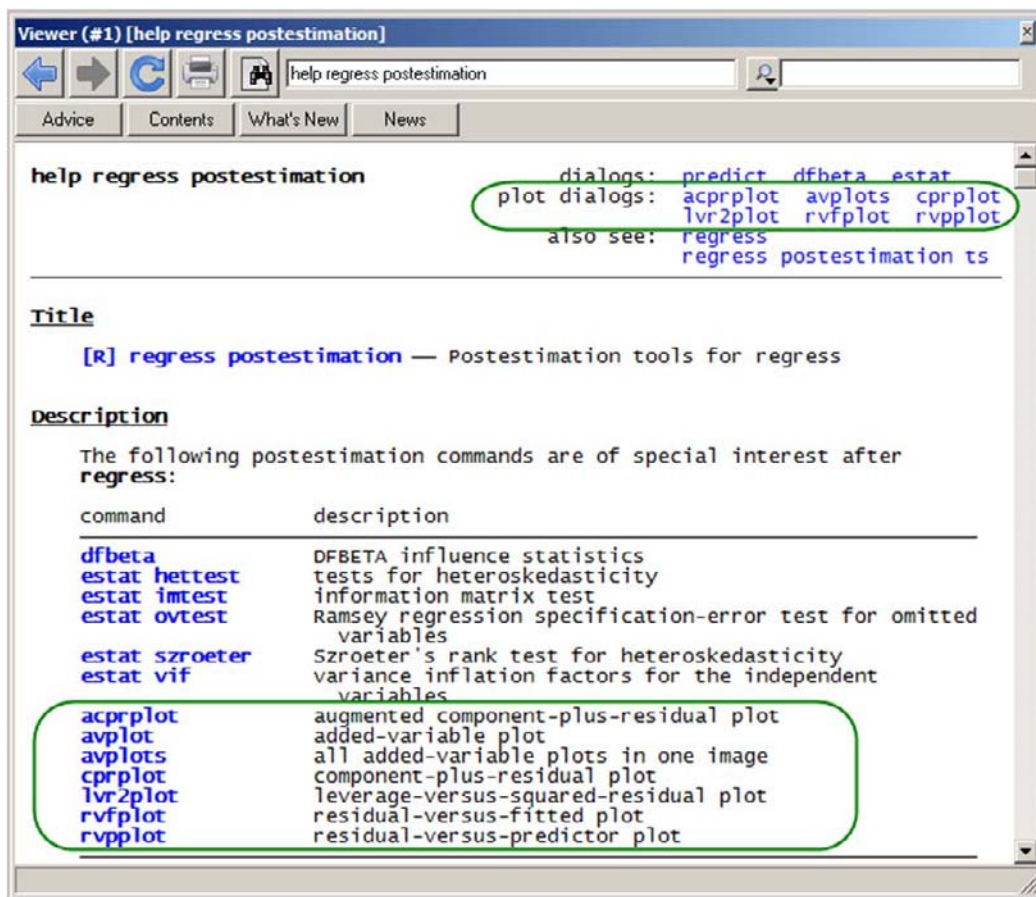 Viewer (#1) [help regress postestimation]
help regress postestimation
Advice Contents What's New News
help regress postestimation dialogs: predict dfbeta estat
plot dialogs: acprplot avplots cprplot
lvr2plot rvfplot rvpplot
also see: regress
regress postestimation ts
Title
[R] regress postestimation — Postestimation tools for regress
Description
The following postestimation commands are of special interest after
regress:
command description
dfbeta DFBETA influence statistics
estat hettest tests for heteroskedasticity
estat imtest information matrix test
estat ovtest Ramsey regression specification-error test for omitted
variables
estat szroeter Szroeter's rank test for heteroskedasticity
estat vif variance inflation factors for the independent
variables
acprplot augmented component-plus-residual plot
avplot added-variable plot
avplots all added-variable plots in one image
cprplot component-plus-residual plot
lvr2plot leverage-versus-squared-residual plot
rvfplot residual-versus-fitted plot
rvpplot residual-versus-predictor plot